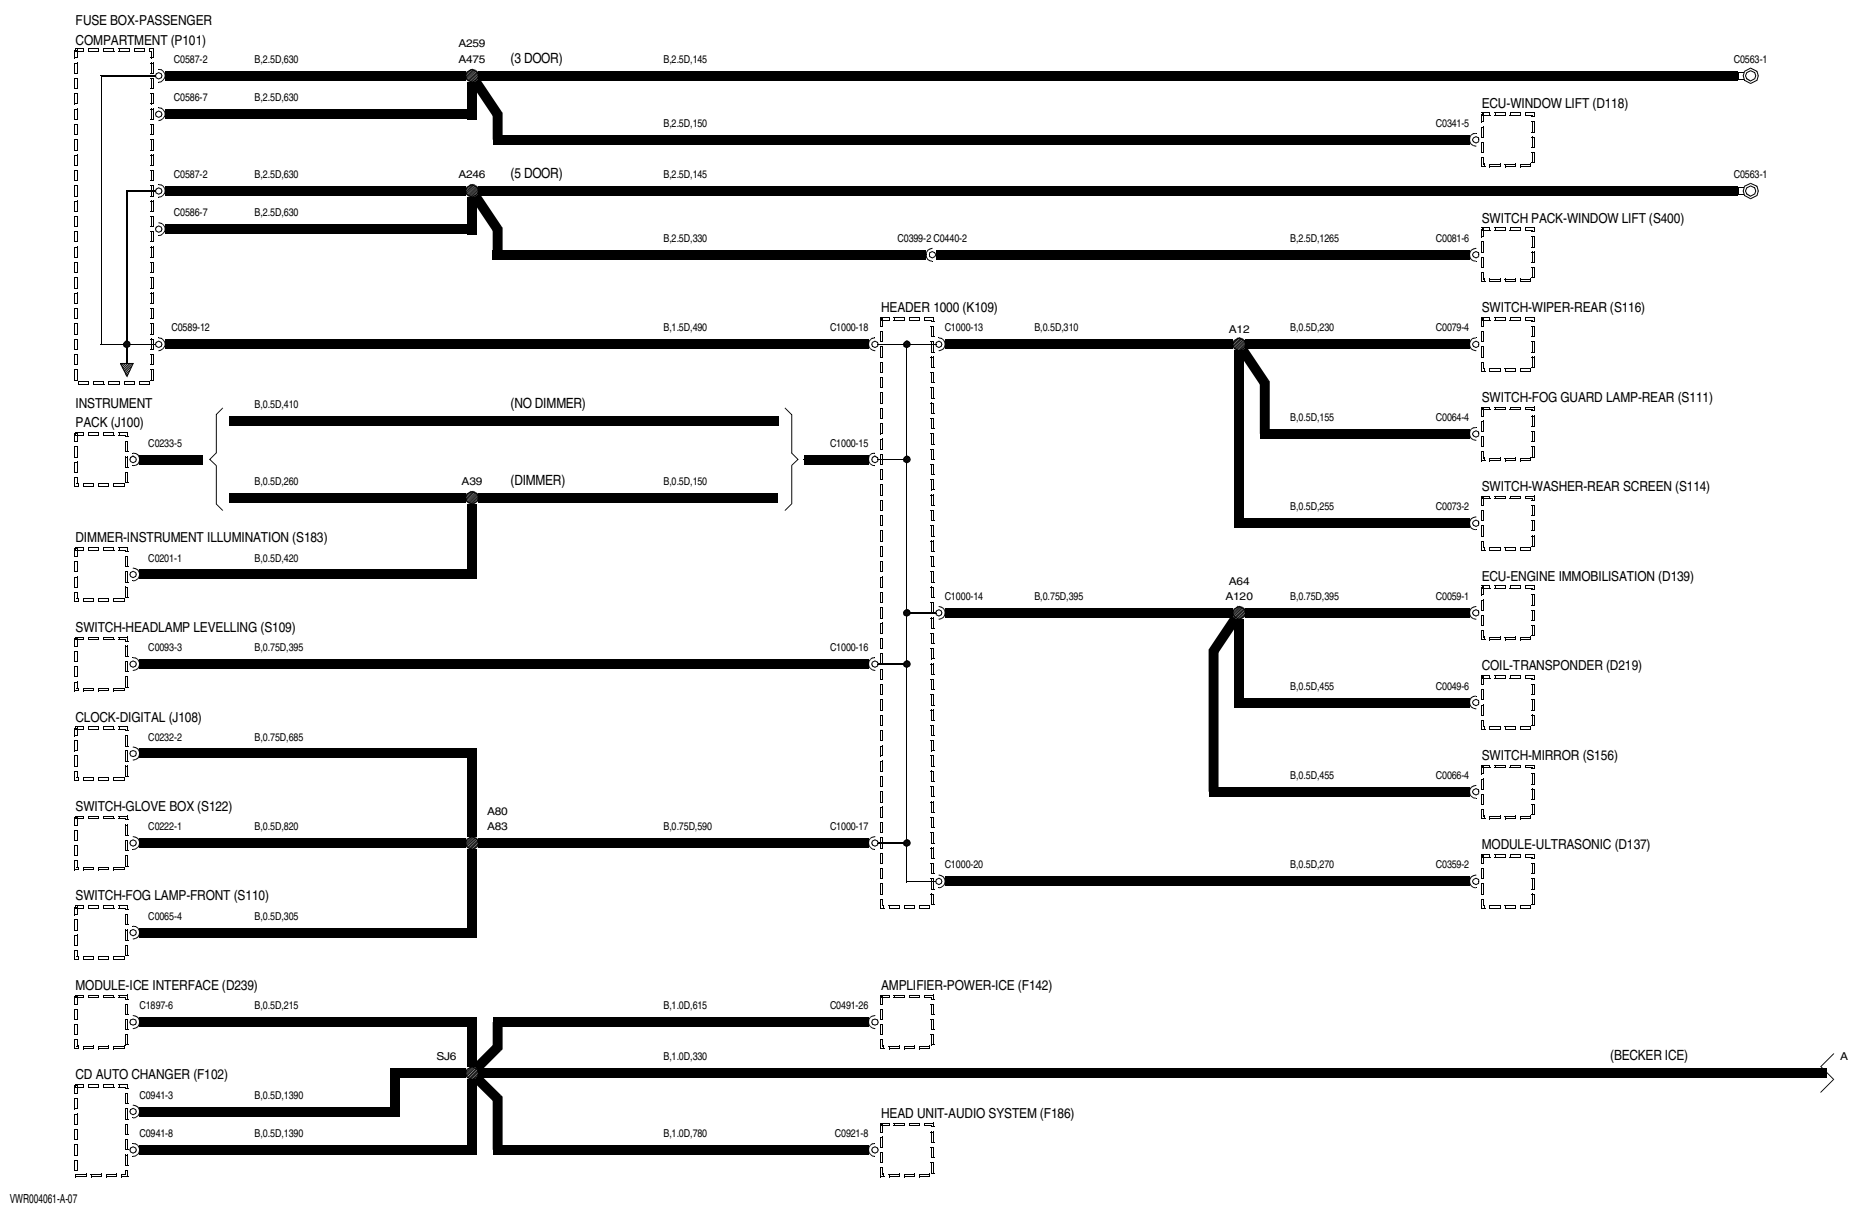 FUSE BOX-PASSENGER
COMPARTMENT (P101)
C0587-2 B,2.5D,630 A259
A475 (3 DOOR) B,2.5D,145 C0563-1
C0586-7 B,2.5D,630
ECU-WINDOW LIFT (D118)
B,2.5D,150 C0341-5
C0587-2 B,2.5D,630 A246 (5 DOOR) B,2.5D,145 C0563-1
C0586-7 B,2.5D,630
SWITCH PACK-WINDOW LIFT (S400)
B,2.5D,330 C0399-2 C0440-2 B,2.5D,1265 C0081-6
HEADER 1000 (K109)
SWITCH-WIPER-REAR (S116)
C0589-12 B,1.5D,490 C1000-18 C1000-13 B,0.5D,310 A12 B,0.5D,230 C0079-4
INSTRUMENT
PACK (J100)
B,0.5D,410 (NO DIMMER)
SWITCH-FOG GUARD LAMP-REAR (S111)
B,0.5D,155 C0064-4
C0233-5 C1000-15
B,0.5D,260 A39 (DIMMER) B,0.5D,150
SWITCH-WASHER-REAR SCREEN (S114)
B,0.5D,255 C0073-2
DIMMER-INSTRUMENT ILLUMINATION (S183)
C0201-1 B,0.5D,420
ECU-ENGINE IMMOBILISATION (D139)
C1000-14 B,0.75D,395 A64
A120 B,0.75D,395 C0059-1
SWITCH-HEADLAMP LEVELLING (S109)
C0093-3 B,0.75D,395 C1000-16
COIL-TRANSPONDER (D219)
B,0.5D,455 C0049-6
CLOCK-DIGITAL (J108)
C0232-2 B,0.75D,685
SWITCH-MIRROR (S156)
B,0.5D,455 C0066-4
SWITCH-GLOVE BOX (S122)
C0222-1 B,0.5D,820 A80
A83 B,0.75D,590 C1000-17
MODULE-ULTRASONIC (D137)
C1000-20 B,0.5D,270 C0359-2
SWITCH-FOG LAMP-FRONT (S110)
C0065-4 B,0.5D,305
MODULE-ICE INTERFACE (D239)
C1897-6 B,0.5D,215
AMPLIFIER-POWER-ICE (F142)
B,1.0D,615 C0491-26
SJ6 B,1.0D,330 (BECKER ICE) A
CD AUTO CHANGER (F102)
C0941-3 B,0.5D,1390
C0941-8 B,0.5D,1390
HEAD UNIT-AUDIO SYSTEM (F186)
B,1.0D,780 C0921-8
VWR004061-A-07